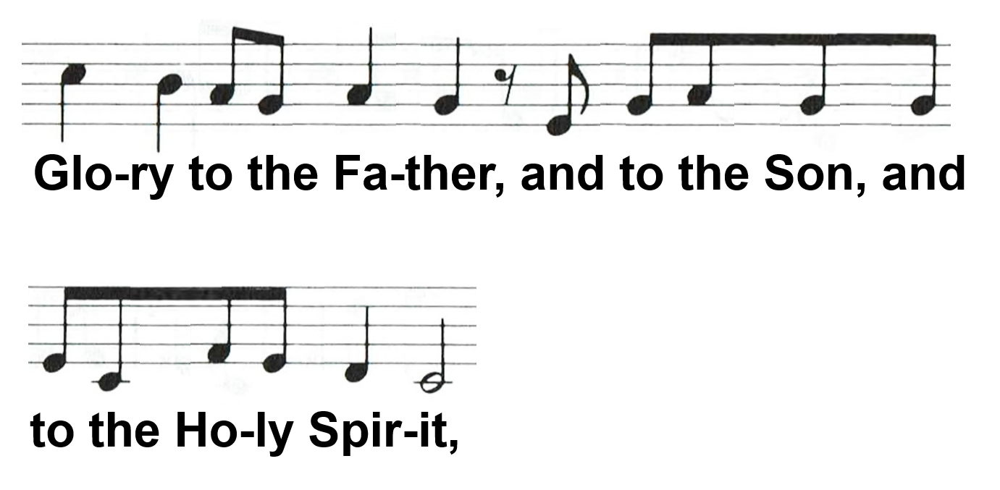 Glo-ry to the Fa-ther, and to the Son, and
to the Ho-ly Spir-it,